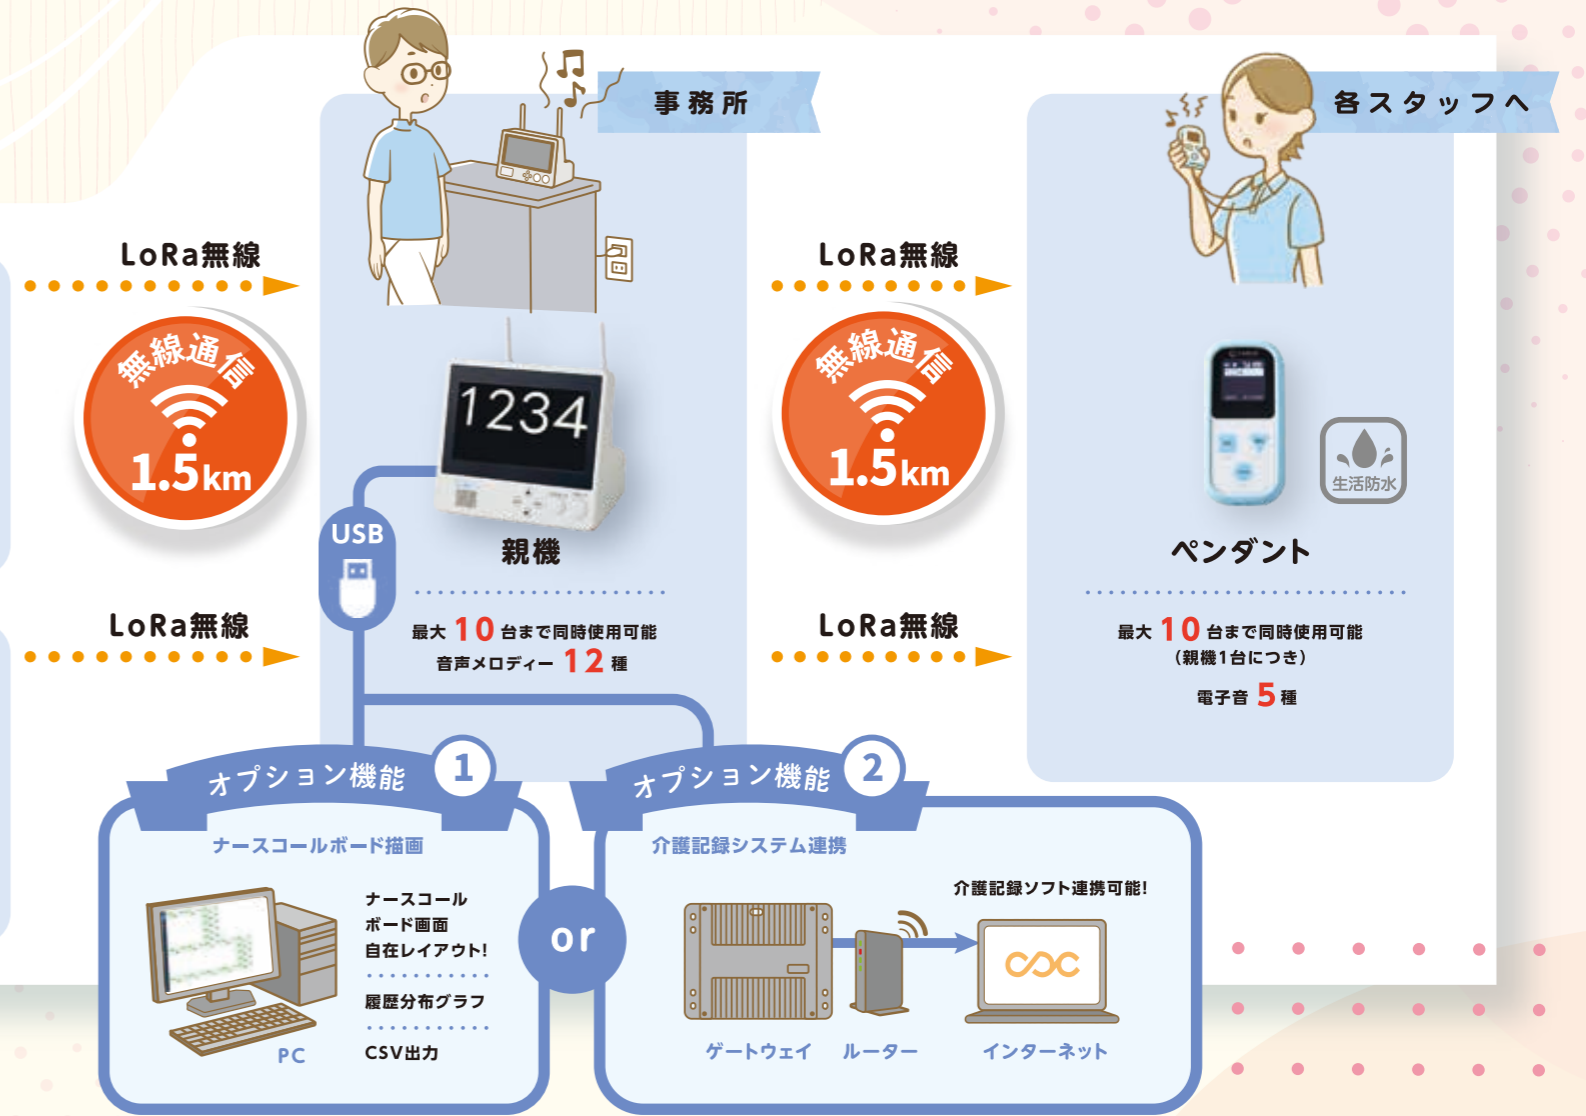 事務所
各スタッフへ
LoRa無線
LoRa無線
無線通信
1.5km
無線通信
1.5km
1234
生活防水
USB
親機
ペンダント
LoRa無線
LoRa無線
最大 10 台まで同時使用可能
音声メロディー 12 種
最大 10 台まで同時使用可能
(親機1台につき)
電子音 5 種
オプション機能 1
ナースコールボード描画
ナースコール
ボード画面
自在レイアウト!
履歴分布グラフ
CSV出力
PC
or
オプション機能 2
介護記録システム連携
介護記録ソフト連携可能!
ゲートウェイ
ルーター
インターネット